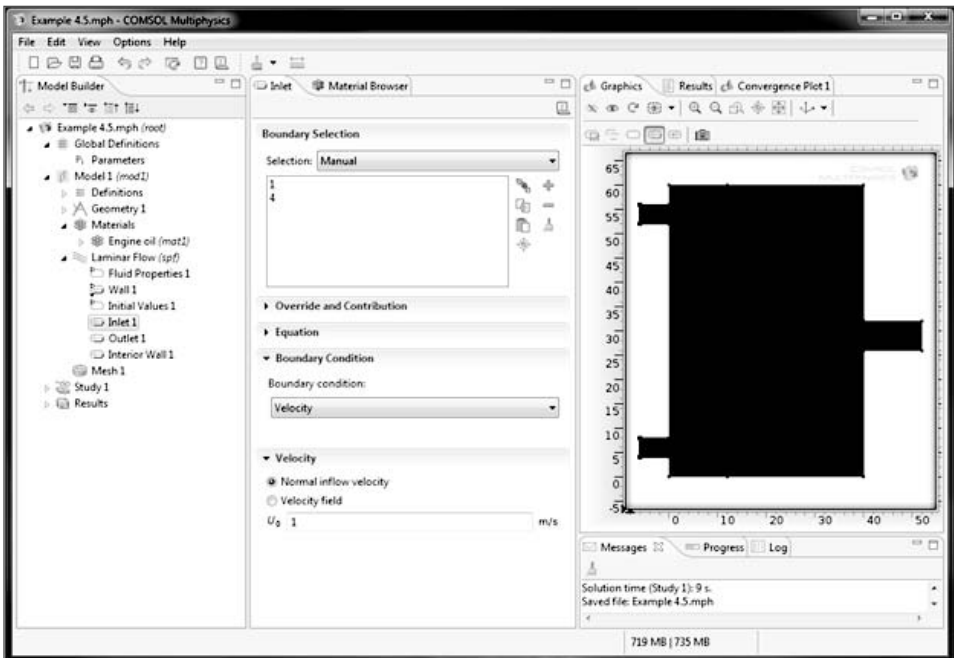 Example 4.5.mph - COMSOL Multiphysics
File Edit View Options Help
Model Builder
Example 4.5.mph (root)
Global Definitions
Pi Parameters
Model 1 (mod1)
Definitions
Geometry 1
Materials
Engine oil (mat1)
Laminar Flow (spf)
Fluid Properties 1
Wall 1
Initial Values 1
Inlet 1
Outlet 1
Interior Wall 1
Mesh 1
Study 1
Results
Inlet Material Browser
Boundary Selection
Selection: Manual
1
4
Override and Contribution
Equation
Boundary Condition
Boundary condition:
Velocity
Velocity
Normal inflow velocity
Velocity field
U0 1 m/s
Graphics Results Convergence Plot 1
65
60
55
50
45
40
35
30
25
20
15
10
5
0
-5
0 10 20 30 40 50
Messages Progress Log
Solution time (Study 1): 9 s.
Saved file: Example 4.5.mph
719 MB | 735 MB